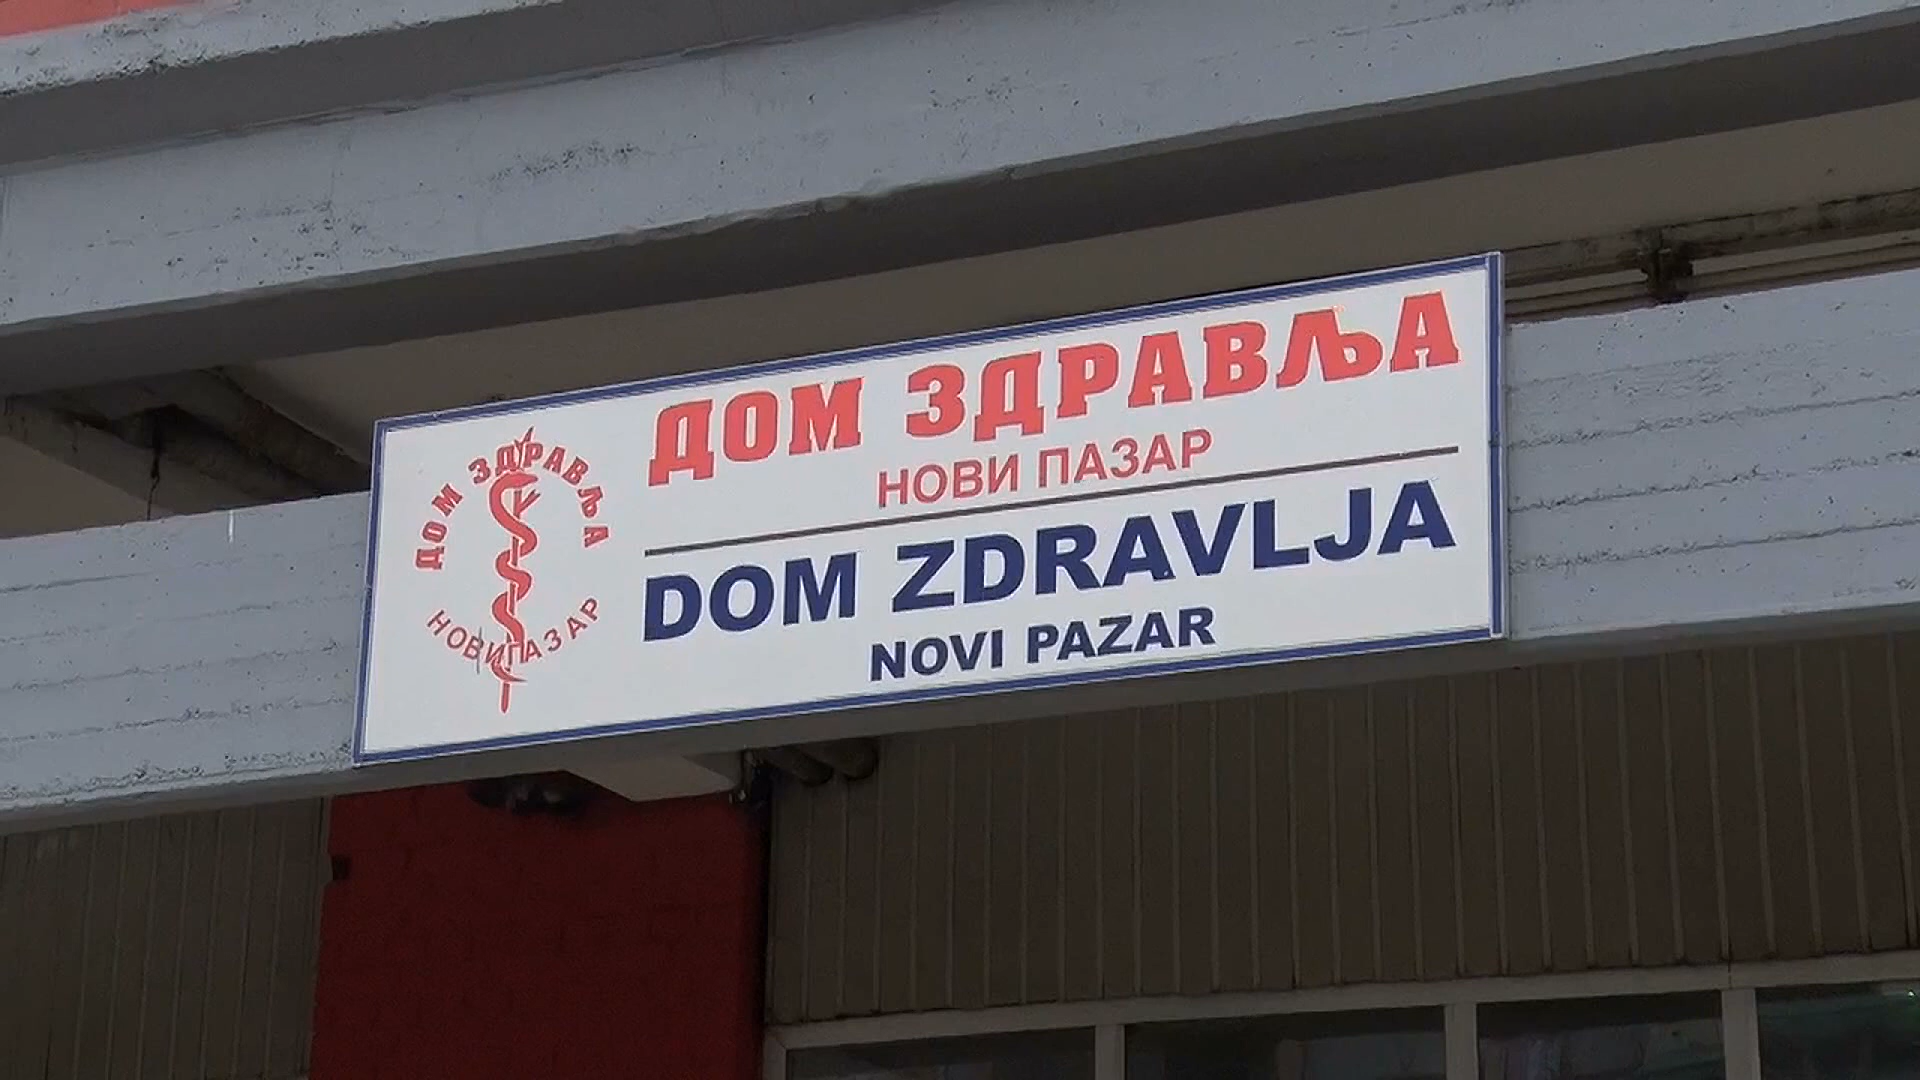 ДОМ ЗДРАВЉА
НОВИ ПАЗАР
ДОМ ЗДРАВЉА
НОВИ ПАЗАР
DOM ZDRAVLJA
NOVI PAZAR